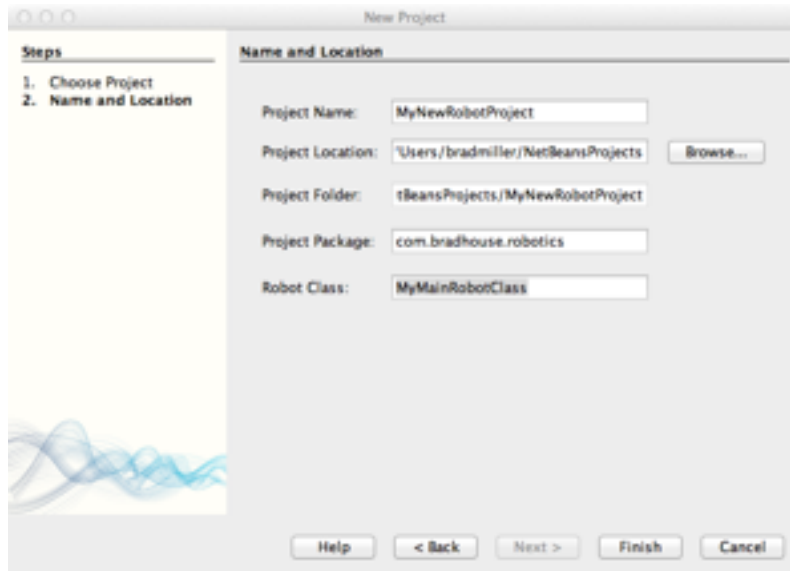 New Project
Steps
1. Choose Project
2. Name and Location
Name and Location
Project Name: MyNewRobotProject
Project Location: 'Users/bradmiller/NetBeansProjects Browse...
Project Folder: tBeansProjects/MyNewRobotProject
Project Package: com.bradhouse.robotics
Robot Class: MyMainRobotClass
Help < Back Next > Finish Cancel